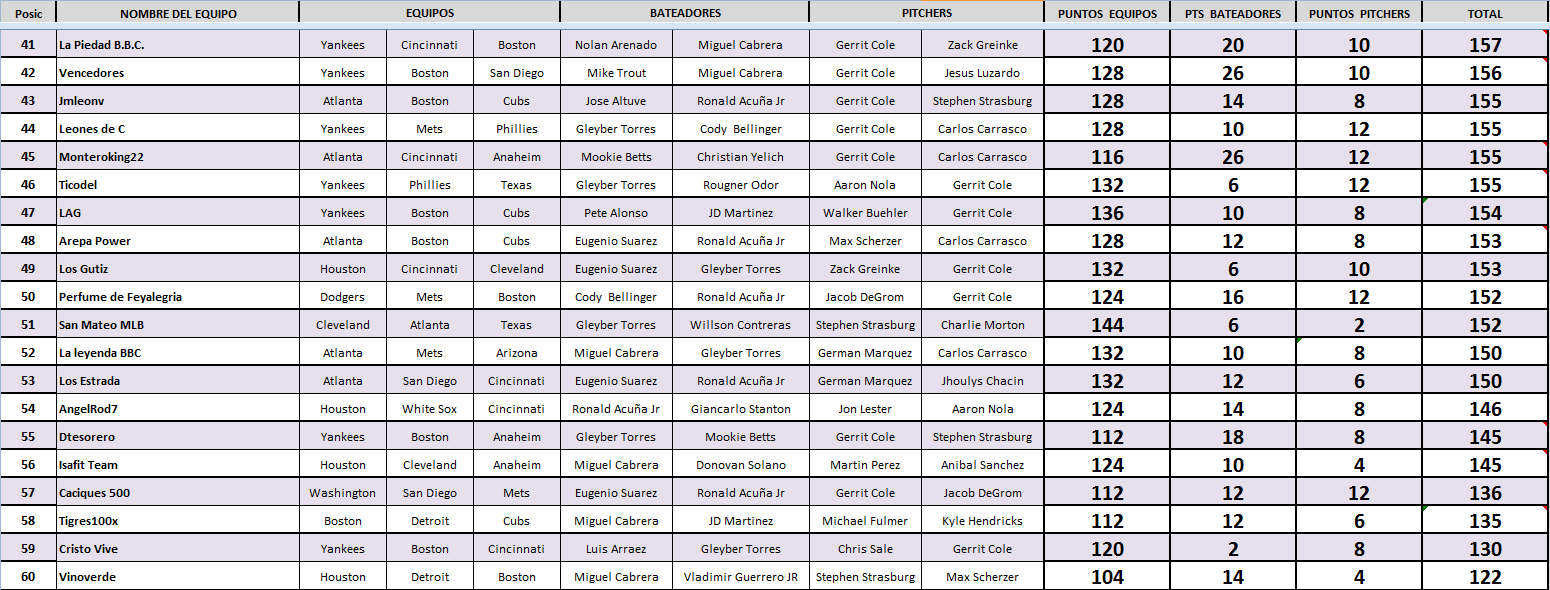 Posic NOMBRE DEL EQUIPO EQUIPOS BATEADORES PITCHERS PUNTOS EQUIPOS PTS BATEADORES PUNTOS PITCHERS TOTAL
41 La Piedad B.B.C. Yankees Cincinnati Boston Nolan Arenado Miguel Cabrera Gerrit Cole Zack Greinke 120 20 10 157
42 Vencedores Yankees Boston San Diego Mike Trout Miguel Cabrera Gerrit Cole Jesus Luzardo 128 26 10 156
43 Jmleonv Atlanta Boston Cubs Jose Altuve Ronald Acuña Jr Gerrit Cole Stephen Strasburg 128 14 8 155
44 Leones de C Yankees Mets Phillies Gleyber Torres Cody Bellinger Gerrit Cole Carlos Carrasco 128 10 12 155
45 Monteroking22 Atlanta Cincinnati Anaheim Mookie Betts Christian Yelich Gerrit Cole Carlos Carrasco 116 26 12 155
46 Ticodel Yankees Phillies Texas Gleyber Torres Rougner Odor Aaron Nola Gerrit Cole 132 6 12 155
47 LAG Yankees Boston Cubs Pete Alonso JD Martinez Walker Buehler Gerrit Cole 136 10 8 154
48 Arepa Power Atlanta Boston Cubs Eugenio Suarez Ronald Acuña Jr Max Scherzer Carlos Carrasco 128 12 8 153
49 Los Gutiz Houston Cincinnati Cleveland Eugenio Suarez Gleyber Torres Zack Greinke Gerrit Cole 132 6 10 153
50 Perfume de Feyalegria Dodgers Mets Boston Cody Bellinger Ronald Acuña Jr Jacob DeGrom Gerrit Cole 124 16 12 152
51 San Mateo MLB Cleveland Atlanta Texas Gleyber Torres Willson Contreras Stephen Strasburg Charlie Morton 144 6 2 152
52 La leyenda BBC Atlanta Mets Arizona Miguel Cabrera Gleyber Torres German Marquez Carlos Carrasco 132 10 8 150
53 Los Estrada Atlanta San Diego Cincinnati Eugenio Suarez Ronald Acuña Jr German Marquez Jhoulys Chacin 132 12 6 150
54 AngelRod7 Houston White Sox Cincinnati Ronald Acuña Jr Giancarlo Stanton Jon Lester Aaron Nola 124 14 8 146
55 Dtesorero Yankees Boston Anaheim Gleyber Torres Mookie Betts Gerrit Cole Stephen Strasburg 112 18 8 145
56 Isafit Team Houston Cleveland Anaheim Miguel Cabrera Donovan Solano Martin Perez Anibal Sanchez 124 10 4 145
57 Caciques 500 Washington San Diego Mets Eugenio Suarez Ronald Acuña Jr Gerrit Cole Jacob DeGrom 112 12 12 136
58 Tigres100x Boston Detroit Cubs Miguel Cabrera JD Martinez Michael Fulmer Kyle Hendricks 112 12 6 135
59 Cristo Vive Yankees Boston Cincinnati Luis Arraez Gleyber Torres Chris Sale Gerrit Cole 120 2 8 130
60 Vinoverde Houston Detroit Boston Miguel Cabrera Vladimir Guerrero JR Stephen Strasburg Max Scherzer 104 14 4 122